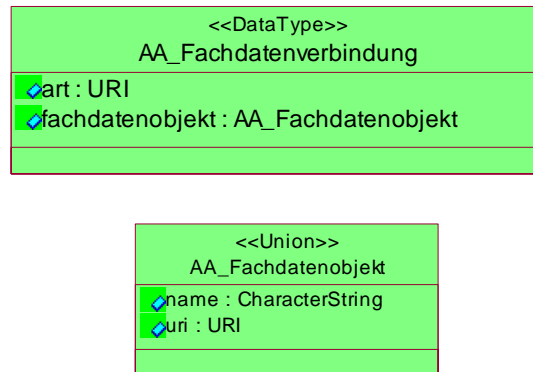 <<DataType>>
AA_Fachdatenverbindung
art : URI
fachdatenobjekt : AA_Fachdatenobjekt
<<Union>>
AA_Fachdatenobjekt
name : CharacterString
uri : URI